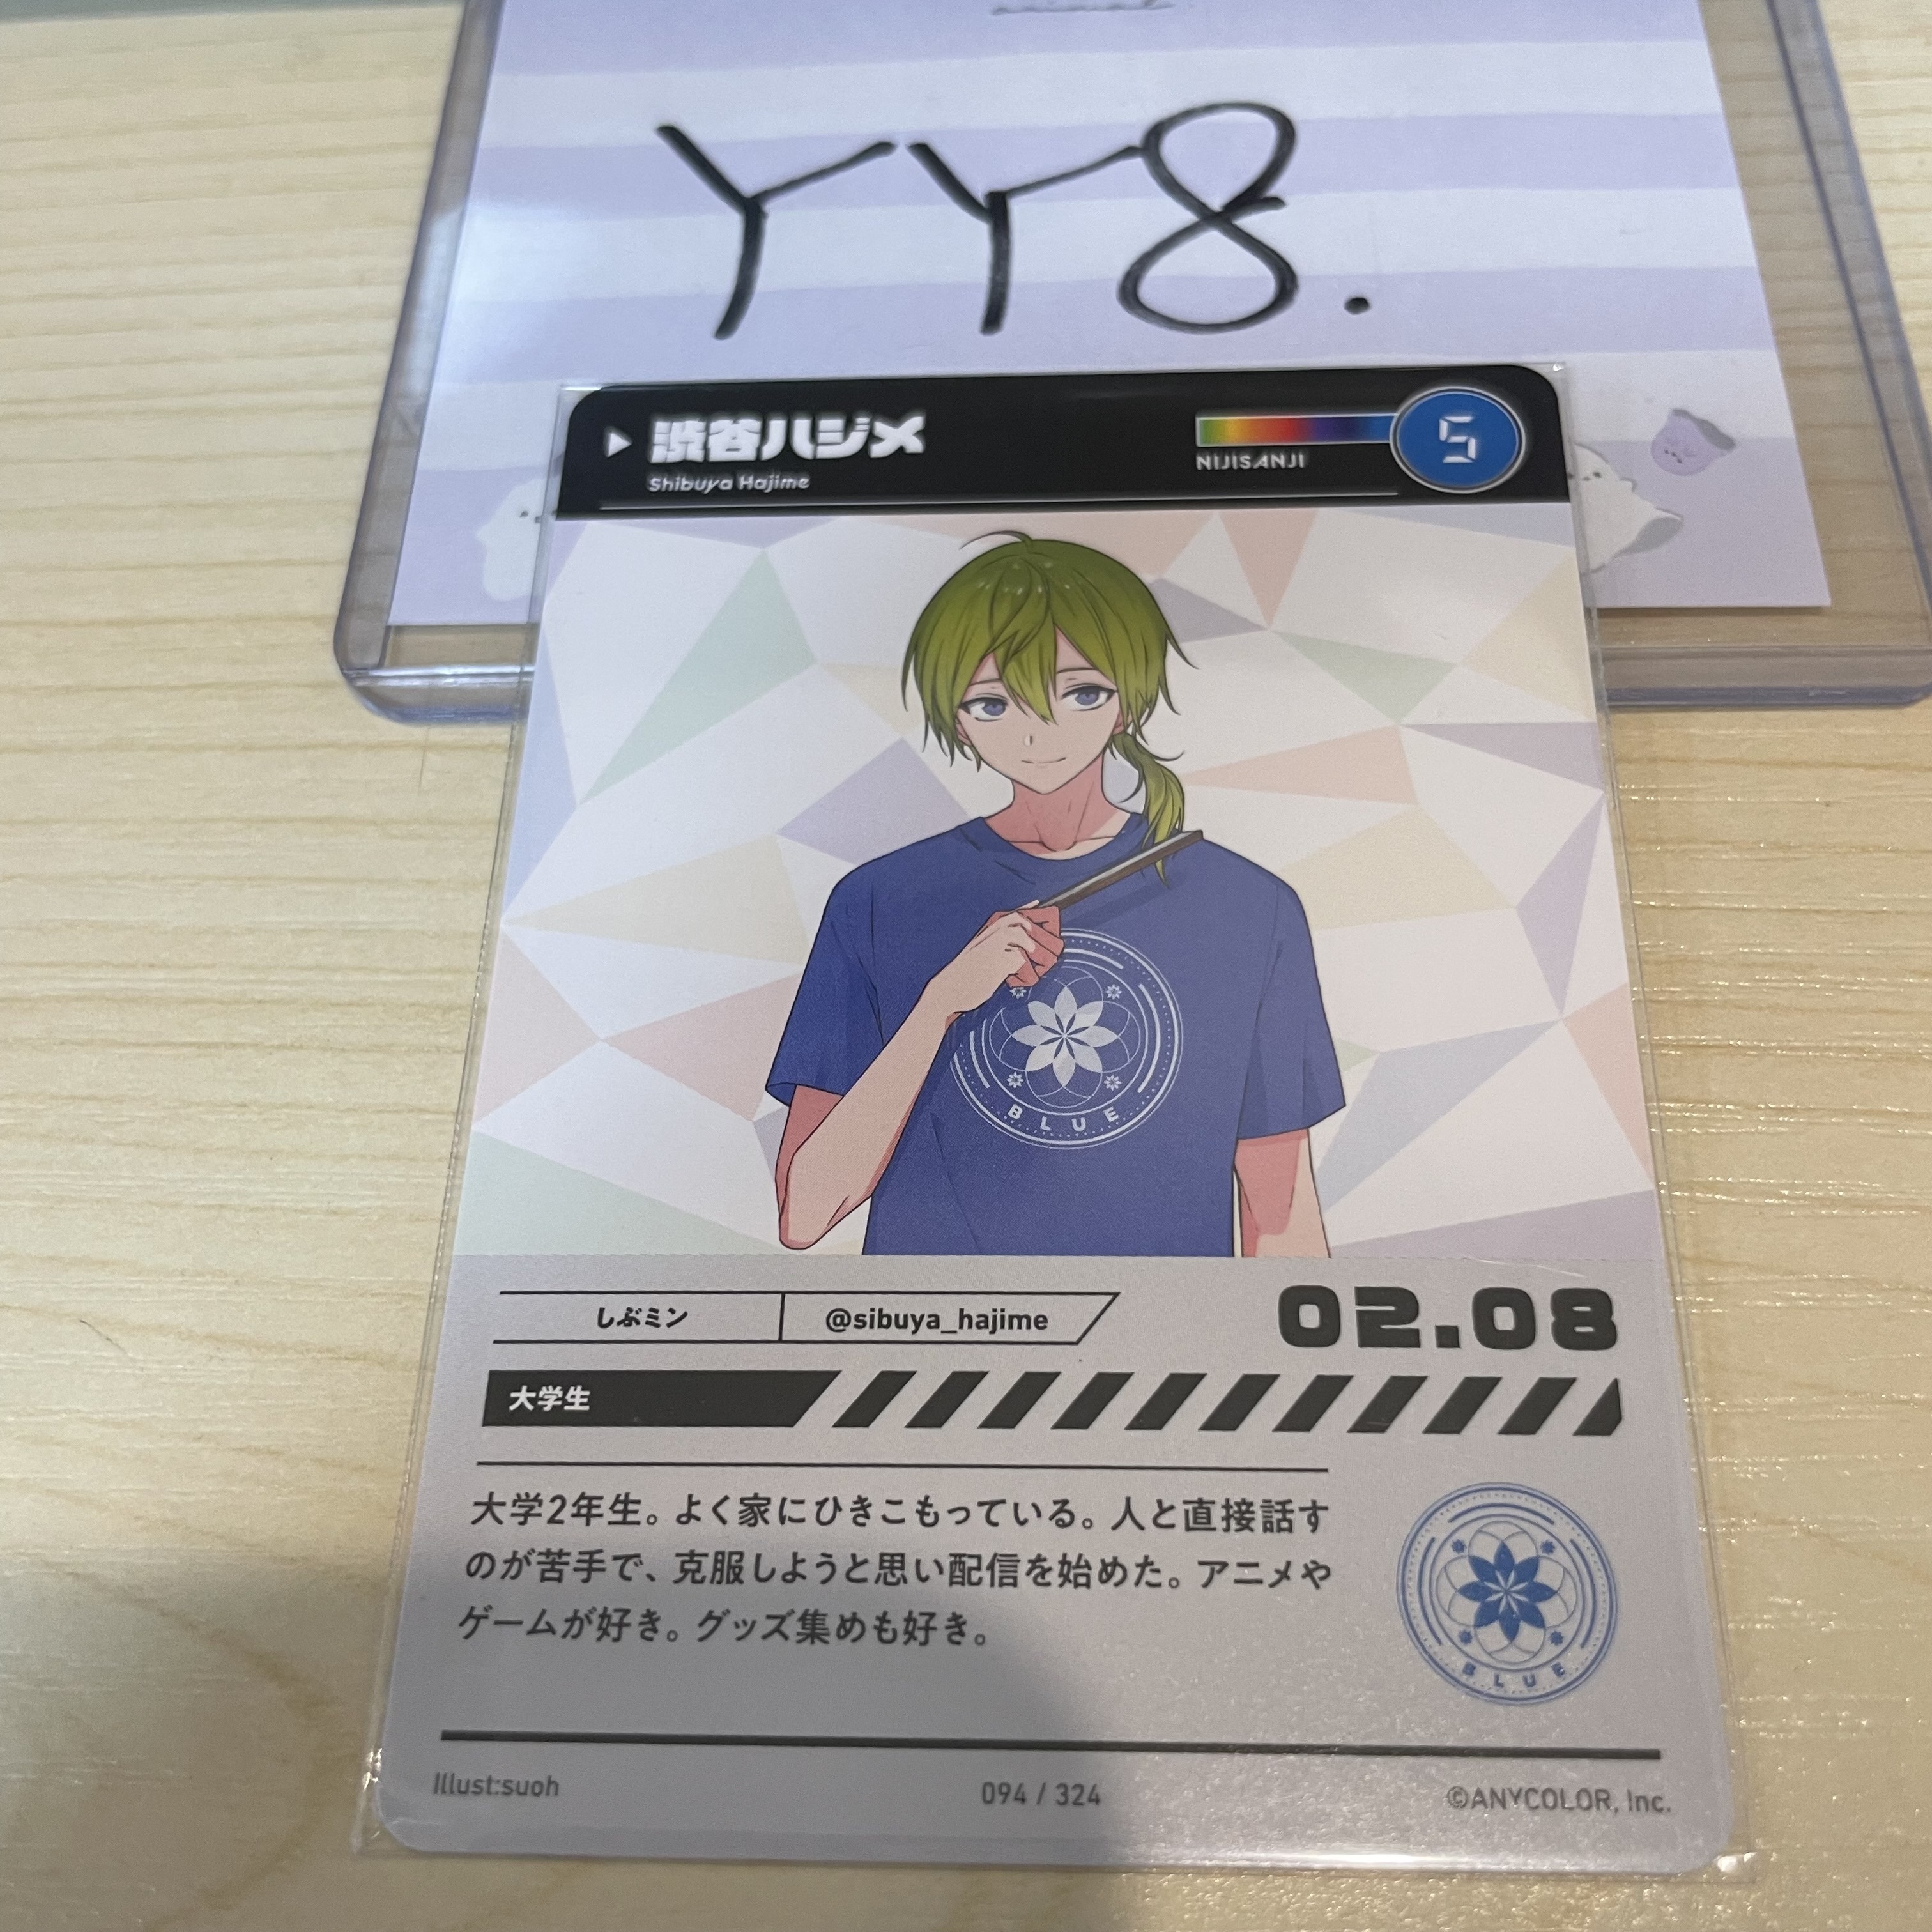 animal
YY8.
渋谷ハジメ
Shibuya Hajime
NIJISANJI
5
BLUE
しぶミン
@sibuya_hajime
02.08
大学生
大学2年生。よく家にひきこもっている。人と直接話す
のが苦手で、克服しようと思い配信を始めた。アニメや
ゲームが好き。グッズ集めも好き。
BLUE
Illust:suoh
094 / 324
©ANYCOLOR, Inc.